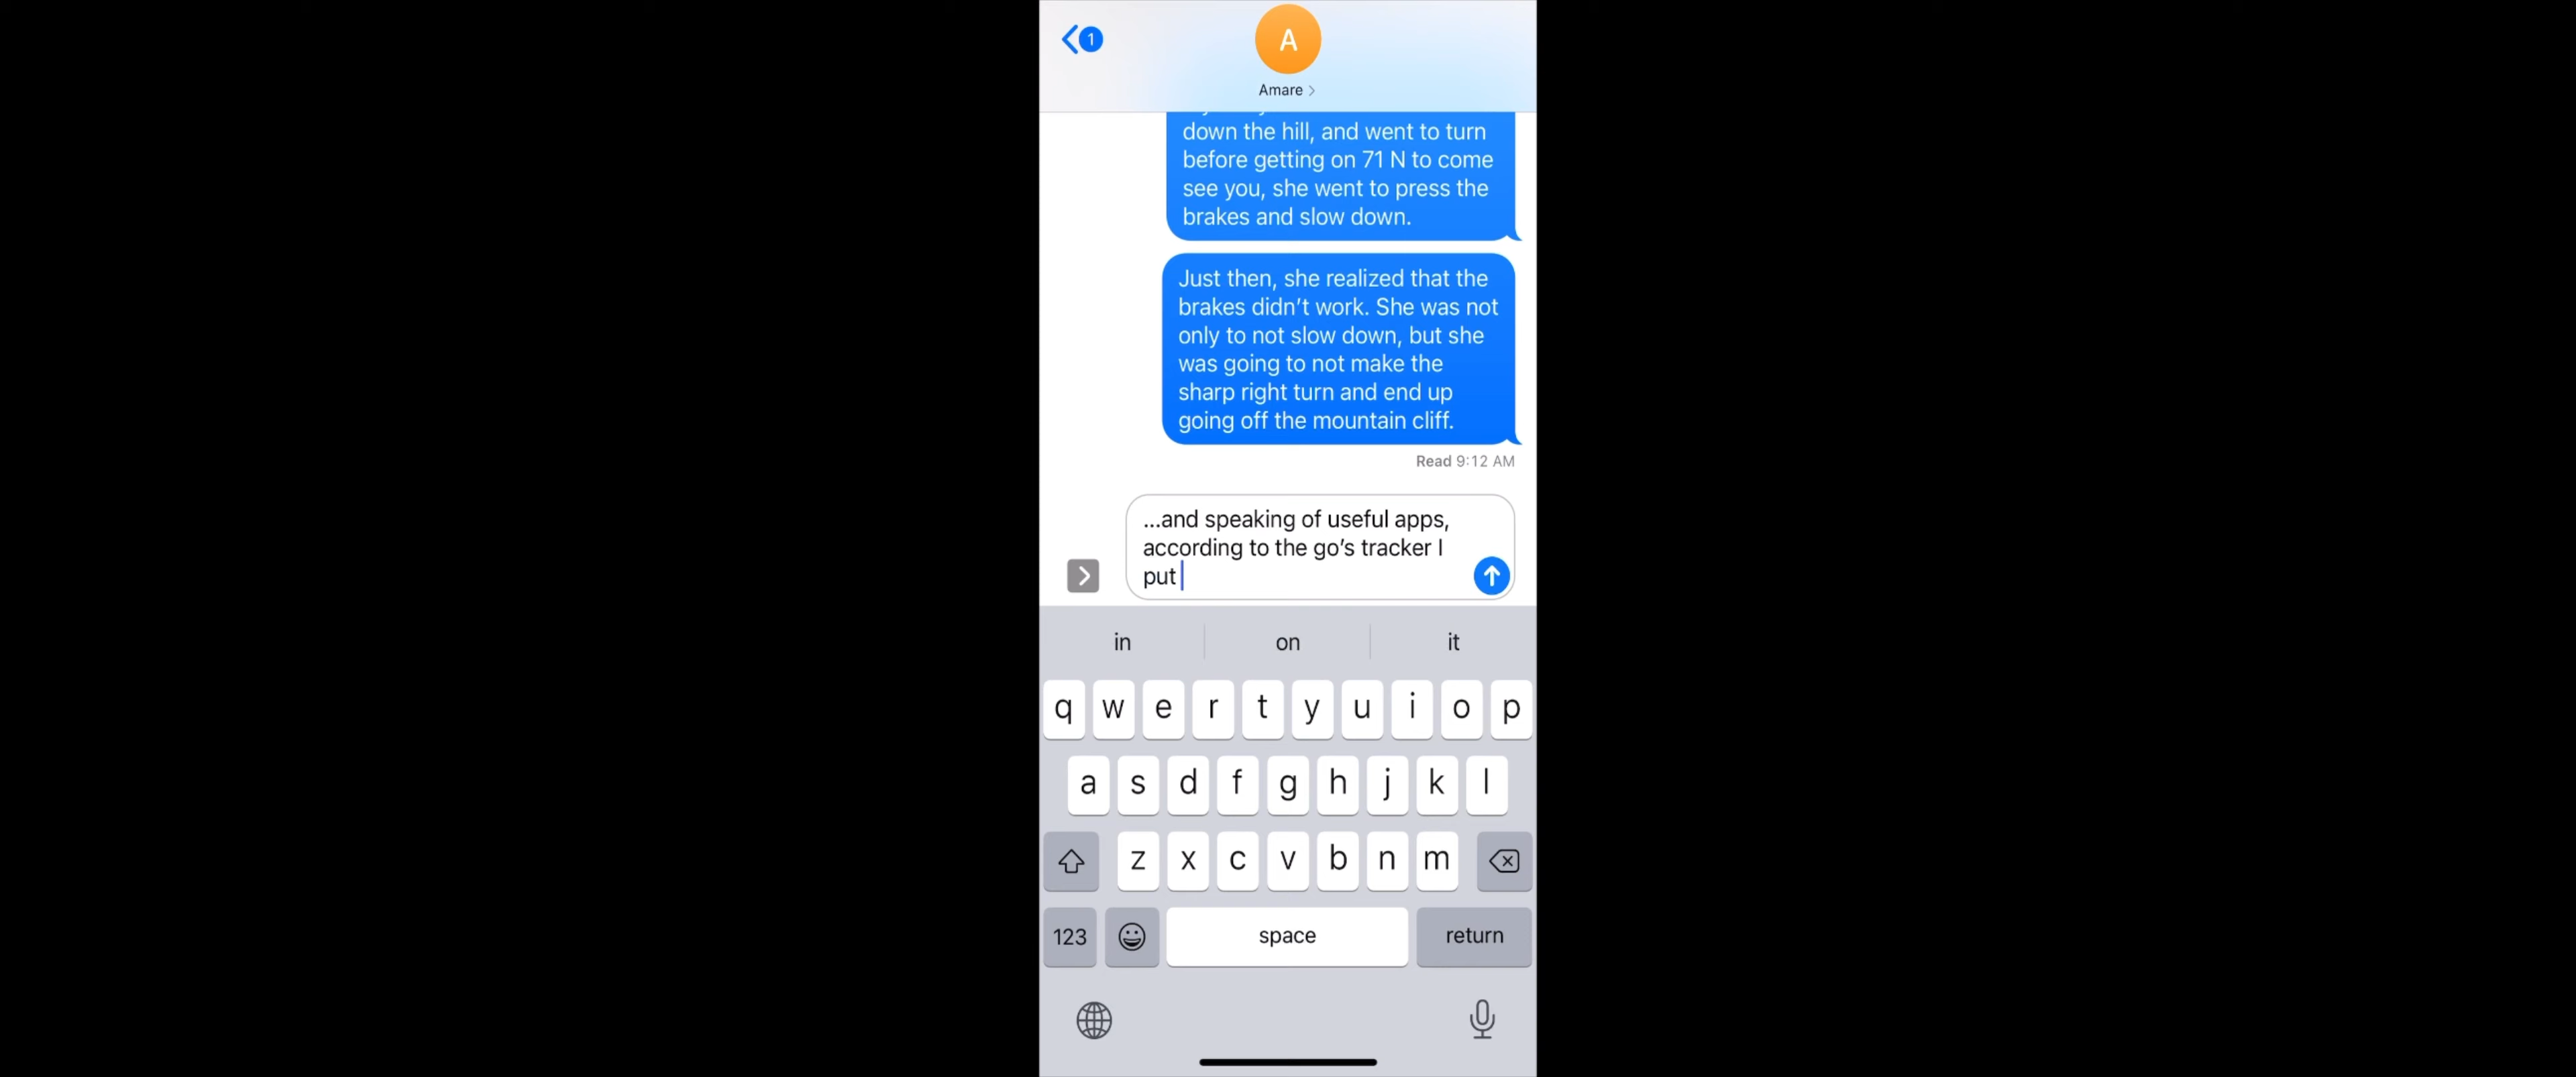 1
A
Amare >
down the hill, and went to turn
before getting on 71 N to come
see you, she went to press the
brakes and slow down.
Just then, she realized that the
brakes didn’t work. She was not
only to not slow down, but she
was going to not make the
sharp right turn and end up
going off the mountain cliff.
Read 9:12 AM
...and speaking of useful apps,
according to the go’s tracker I
put
in on it
q w e r t y u i o p
a s d f g h j k l
z x c v b n m
123 space return